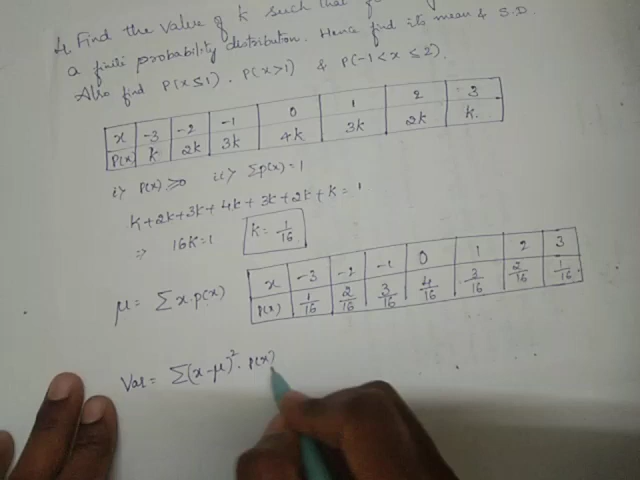 4. Find the value of k such that
a finite probability distribution. Hence find its mean & S.D.
Also find P(x≤1), P(x>1) & P(-1<x≤2).
x -3 -2 -1 0 1 2 3
P(x) k 2k 3k 4k 3k 2k k.
i> P(x) ≥0 ii> Σp(x)=1
k+2k+3k+4k+3k+2k+k=1
⇒ 16k=1 k=1/16
μ= Σ x.p(x)
x -3 -2 -1 0 1 2 3
P(x) 1/16 2/16 3/16 4/16 3/16 2/16 1/16.
Var= Σ(x-μ)². P(x)